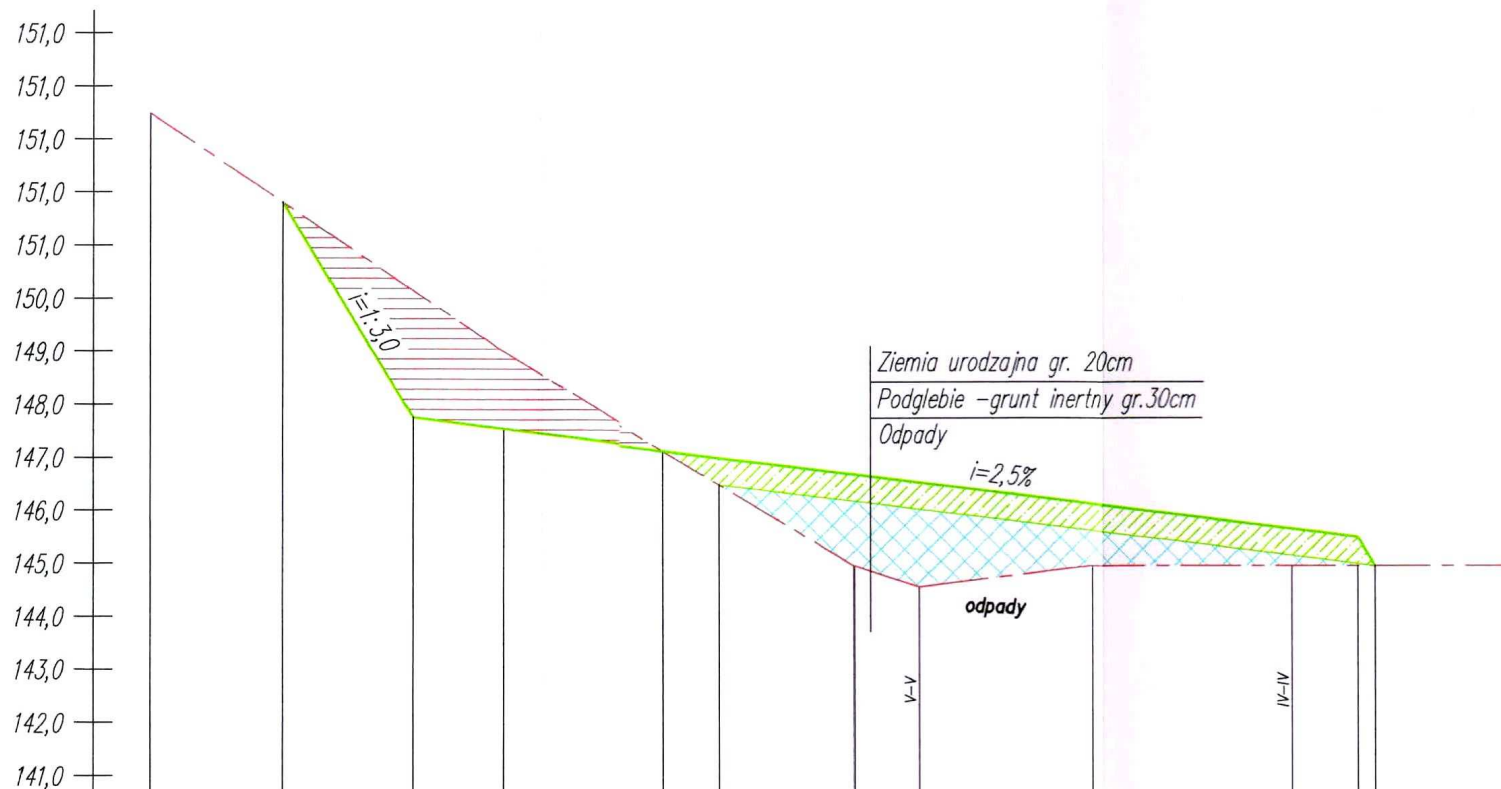 151,0
151,0
151,0
151,0
151,0
150,0
149,0
148,0
147,0
146,0
145,0
144,0
143,0
142,0
141,0
i=1:3,0
Ziemia urodzajna gr. 20cm
Podglebie -grunt inertny gr.30cm
Odpady
i=2,5%
odpady
V-V
IV-IV